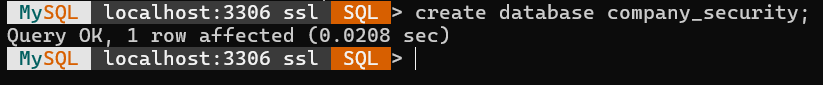 MySQL localhost:3306 ssl SQL > create database company_security;
Query OK, 1 row affected (0.0208 sec)
MySQL localhost:3306 ssl SQL >